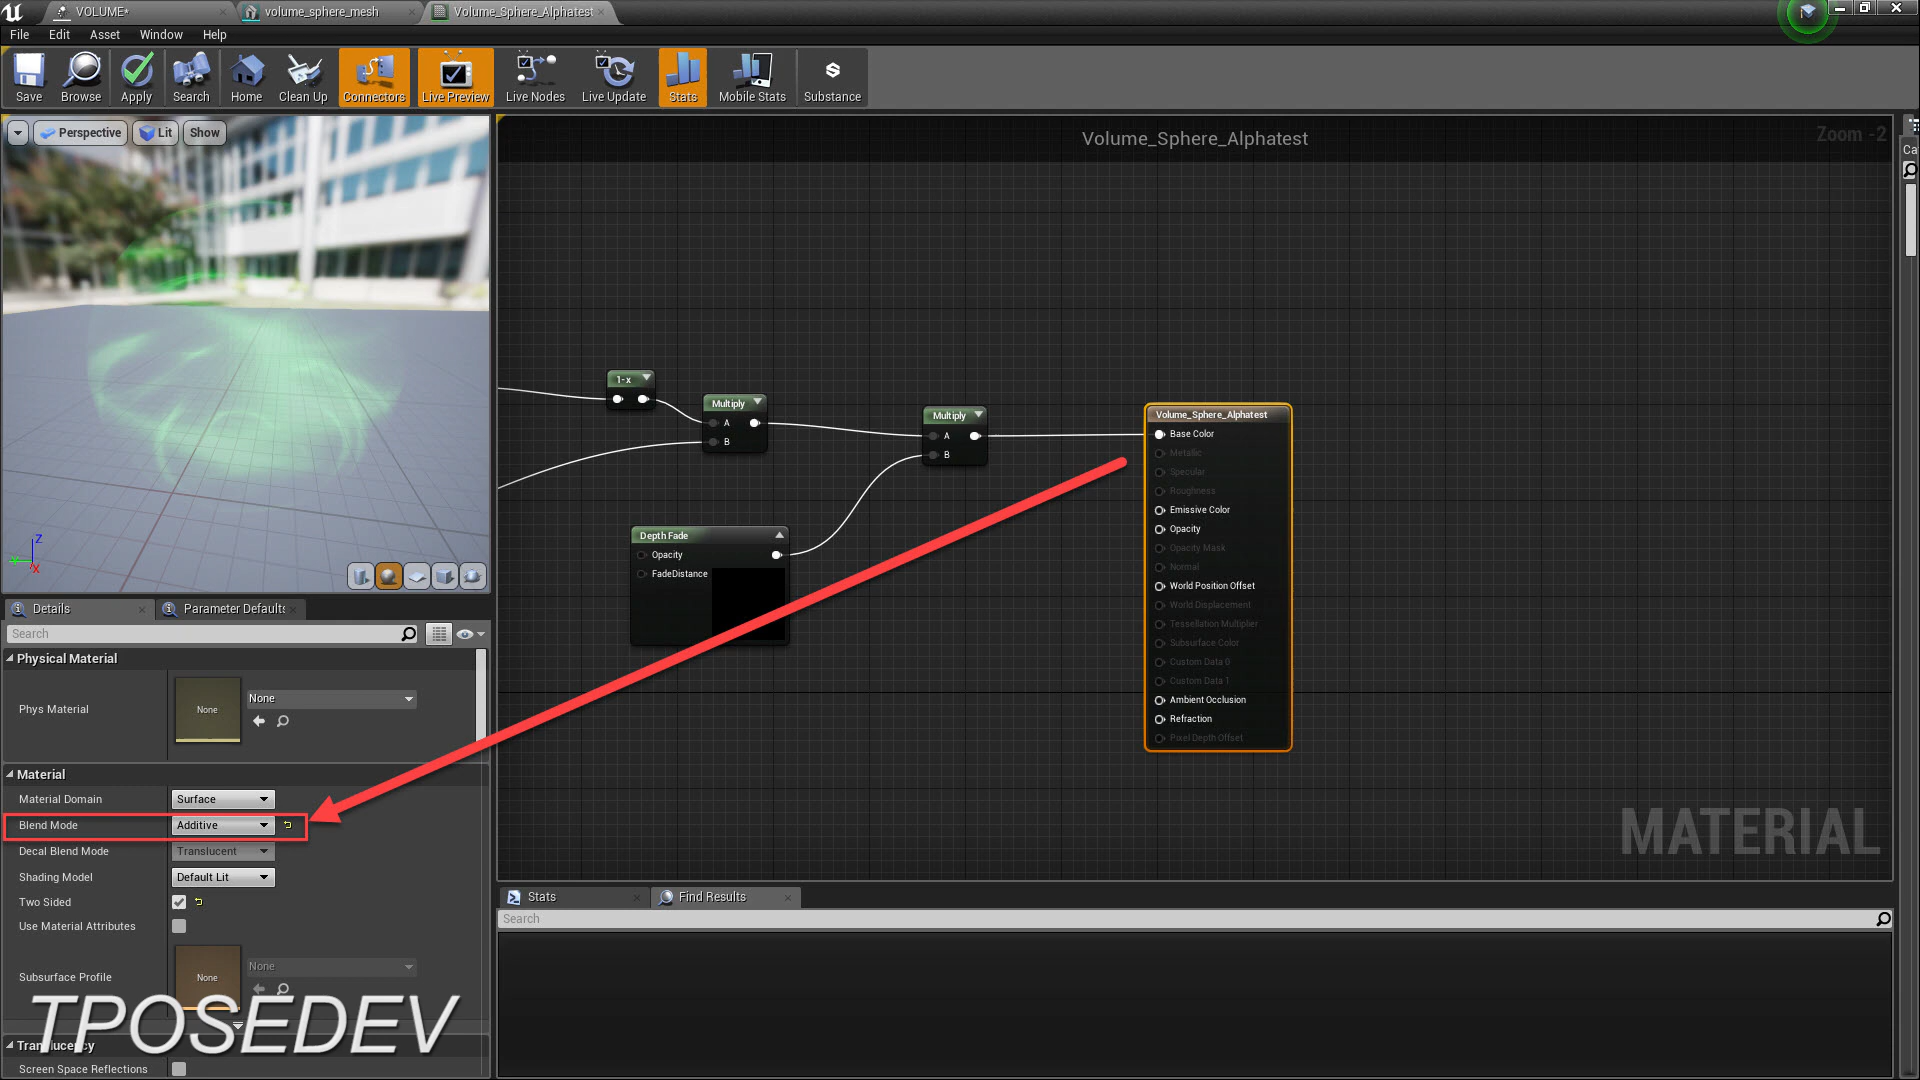 VOLUME*
volume_sphere_mesh
Volume_Sphere_Alphatest
File Edit Asset Window Help
Save
Browse
Apply
Search
Home
Clean Up
Connectors
Live Preview
Live Nodes
Live Update
Stats
Mobile Stats
Substance
Perspective
Lit
Show
Volume_Sphere_Alphatest
Zoom -2
Ca
1-x
Multiply
A
B
Multiply
A
B
Depth Fade
Opacity
FadeDistance
Volume_Sphere_Alphatest
Base Color
Metallic
Specular
Roughness
Emissive Color
Opacity
Opacity Mask
Normal
World Position Offset
World Displacement
Tessellation Multiplier
Subsurface Color
Custom Data 0
Custom Data 1
Ambient Occlusion
Refraction
Pixel Depth Offset
MATERIAL
Z
Y
X
Details
Parameter Defaults
Search
Physical Material
Phys Material
None
None
Material
Material Domain
Surface
Blend Mode
Additive
Decal Blend Mode
Translucent
Shading Model
Default Lit
Two Sided
Use Material Attributes
Subsurface Profile
None
None
TPOSEDEV
Translucency
Screen Space Reflections
Stats
Find Results
Search